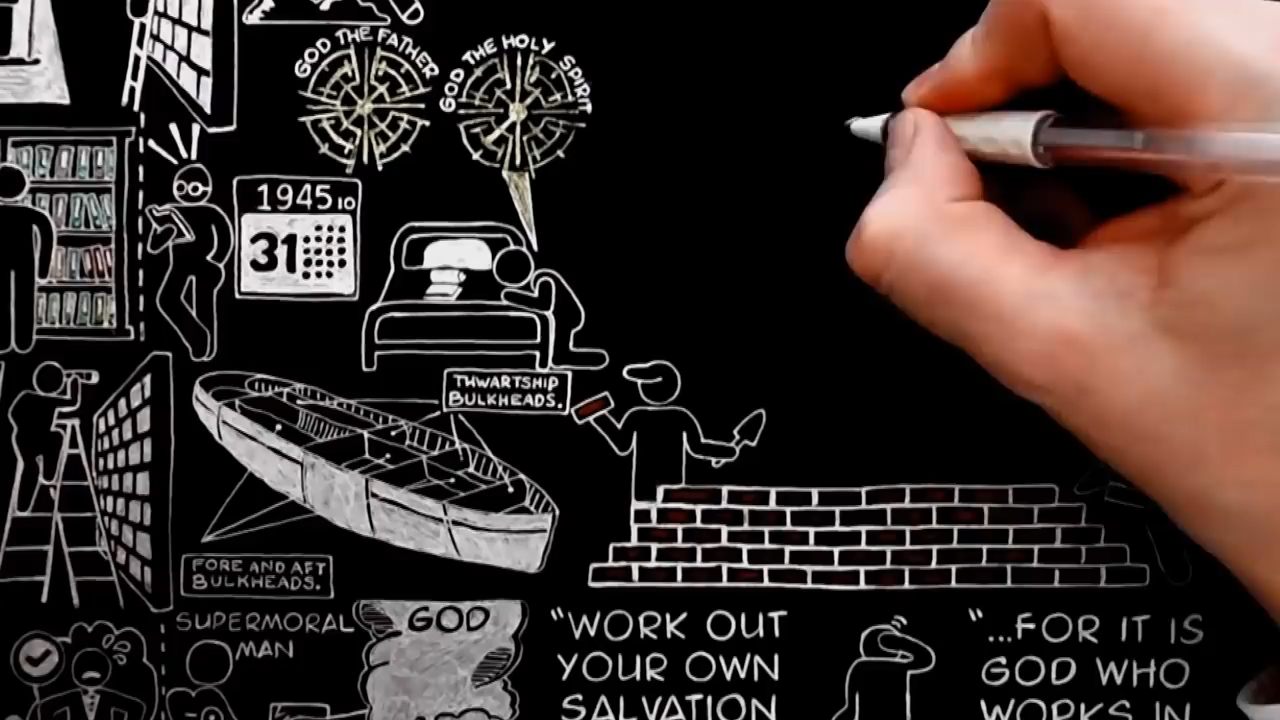 GOD THE FATHER
GOD THE HOLY SPIRIT
1945 10
31
THWARTSHIP
BULKHEADS.
FORE AND AFT
BULKHEADS.
SUPERMORAL
MAN
GOD
"WORK OUT
YOUR OWN
SALVATION
"...FOR IT IS
GOD WHO
WORKS IN